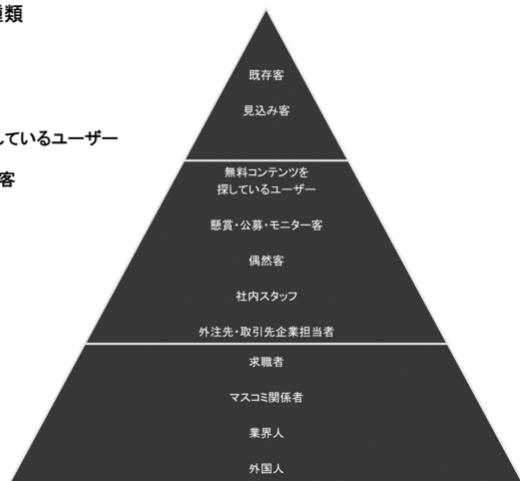 種類
しているユーザー
客
既存客
見込み客
無料コンテンツを
探しているユーザー
懸賞・公募・モニター客
偶然客
社内スタッフ
外注先・取引先企業担当者
求職者
マスコミ関係者
業界人
外国人